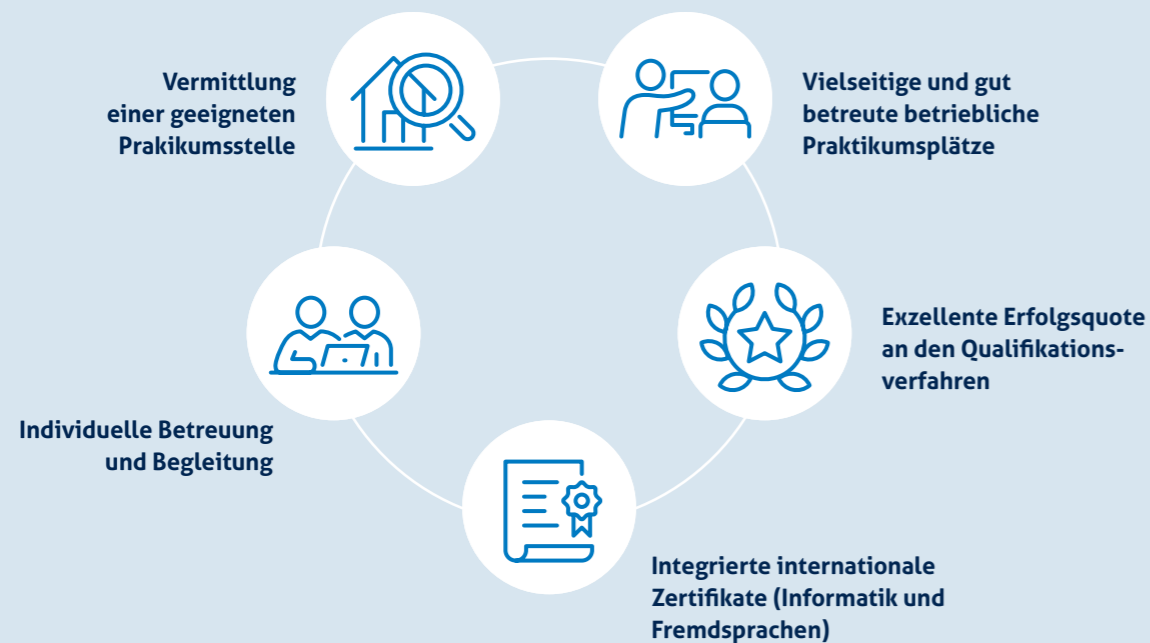 Vermittlung
einer geeigneten
Prakikumsstelle
Vielseitige und gut
betreute betriebliche
Praktikumsplätze
Exzellente Erfolgsquote
an den Qualifikations-
verfahren
Individuelle Betreuung
und Begleitung
Integrierte internationale
Zertifikate (Informatik und
Fremdsprachen)